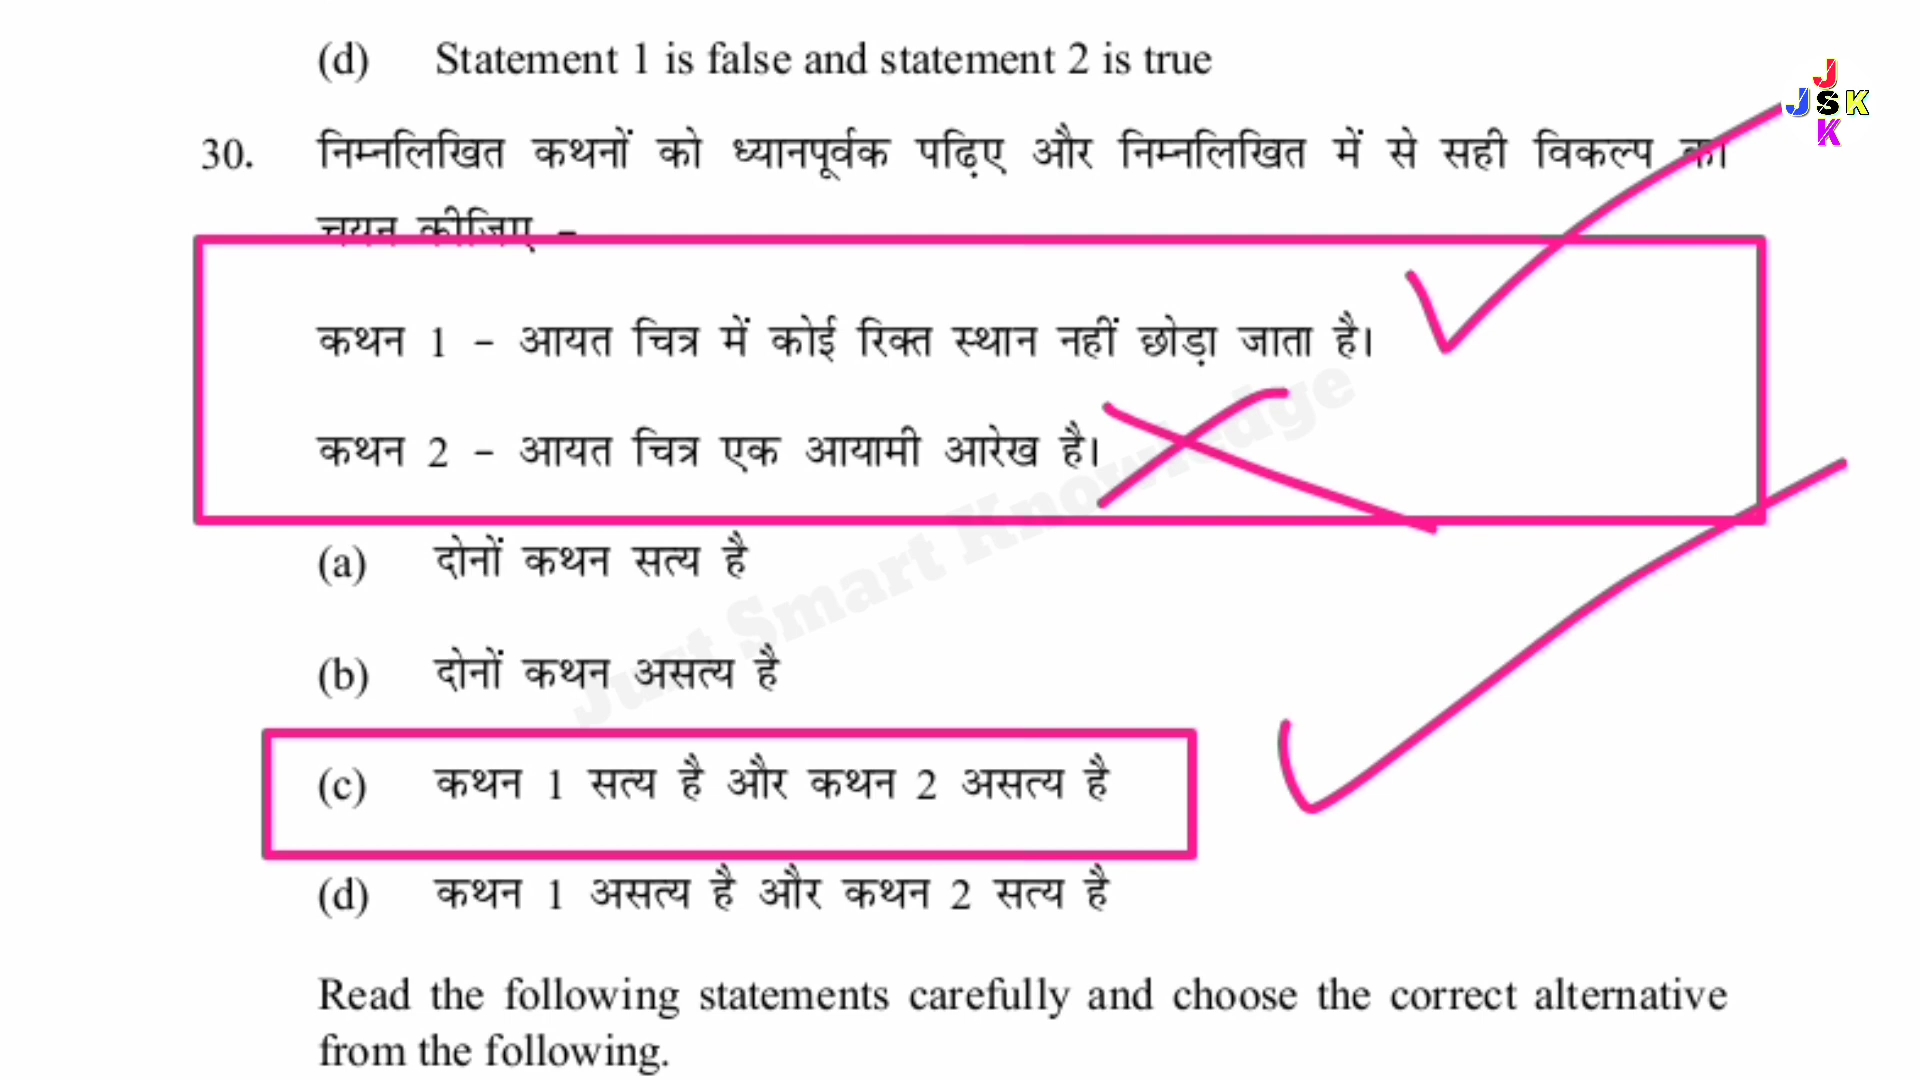 (d) Statement 1 is false and statement 2 is true
J
JSK
K
30. निम्नलिखित कथनों को ध्यानपूर्वक पढ़िए और निम्नलिखित में से सही विकल्प का
चयन कीजिए –
कथन 1 – आयत चित्र में कोई रिक्त स्थान नहीं छोड़ा जाता है।
कथन 2 – आयत चित्र एक आयामी आरेख है।
Just Smart Knowledge
(a) दोनों कथन सत्य है
(b) दोनों कथन असत्य है
(c) कथन 1 सत्य है और कथन 2 असत्य है
(d) कथन 1 असत्य है और कथन 2 सत्य है
Read the following statements carefully and choose the correct alternative
from the following.